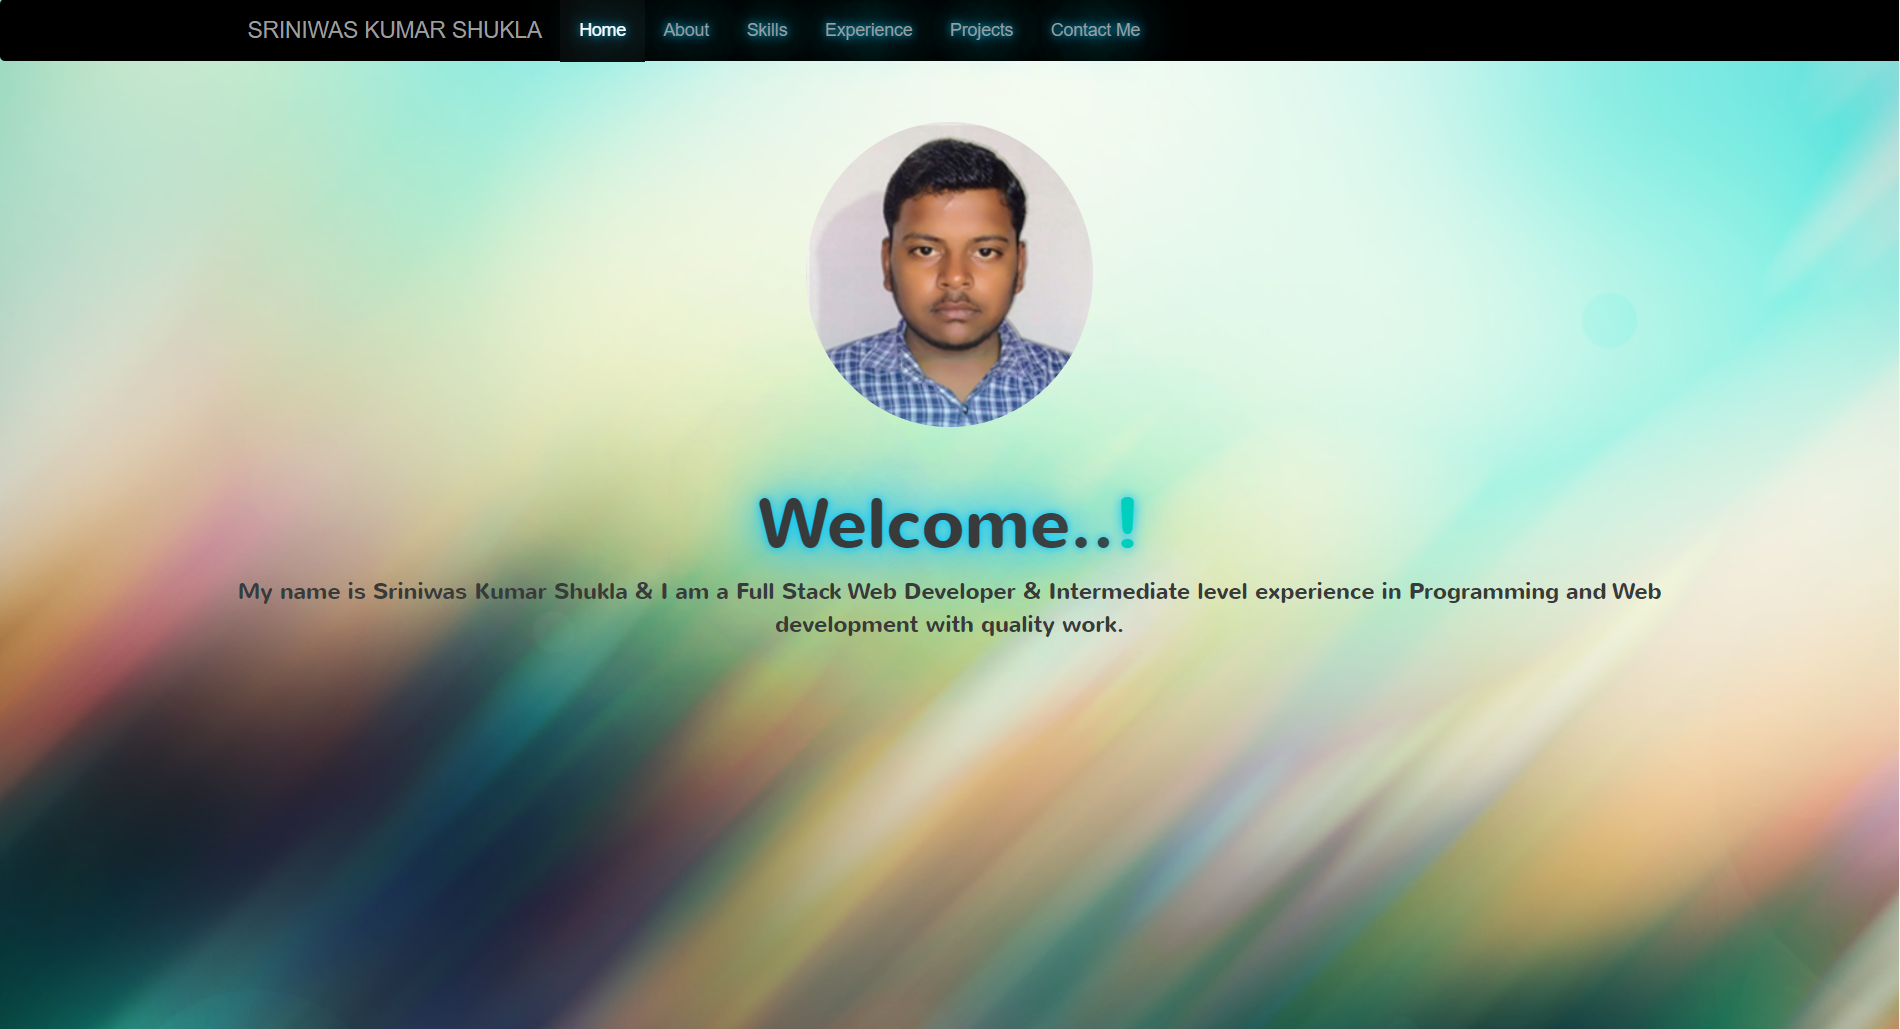 SRINIWAS KUMAR SHUKLA Home About Skills Experience Projects Contact Me
Welcome..!
My name is Sriniwas Kumar Shukla & I am a Full Stack Web Developer & Intermediate level experience in Programming and Web
development with quality work.